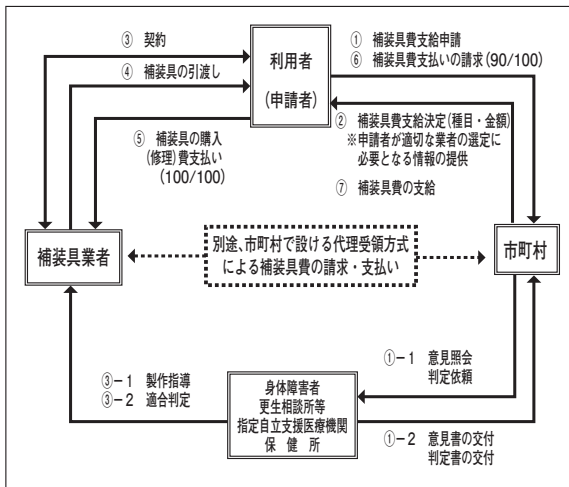 ③ 契約
④ 補装具の引渡し
利用者
(申請者)
① 補装具費支給申請
⑥ 補装具費支払いの請求(90/100)
② 補装具費支給決定(種目・金額)
※申請者が適切な業者の選定に
必要となる情報の提供
⑦ 補装具費の支給
⑤ 補装具の購入
(修理)費支払い
(100/100)
補装具業者
別途、市町村で設ける代理受領方式
による補装具費の請求・支払い
市町村
③-1 製作指導
③-2 適合判定
身体障害者
更生相談所等
指定自立支援医療機関
保健所
①-1 意見照会
判定依頼
①-2 意見書の交付
判定書の交付